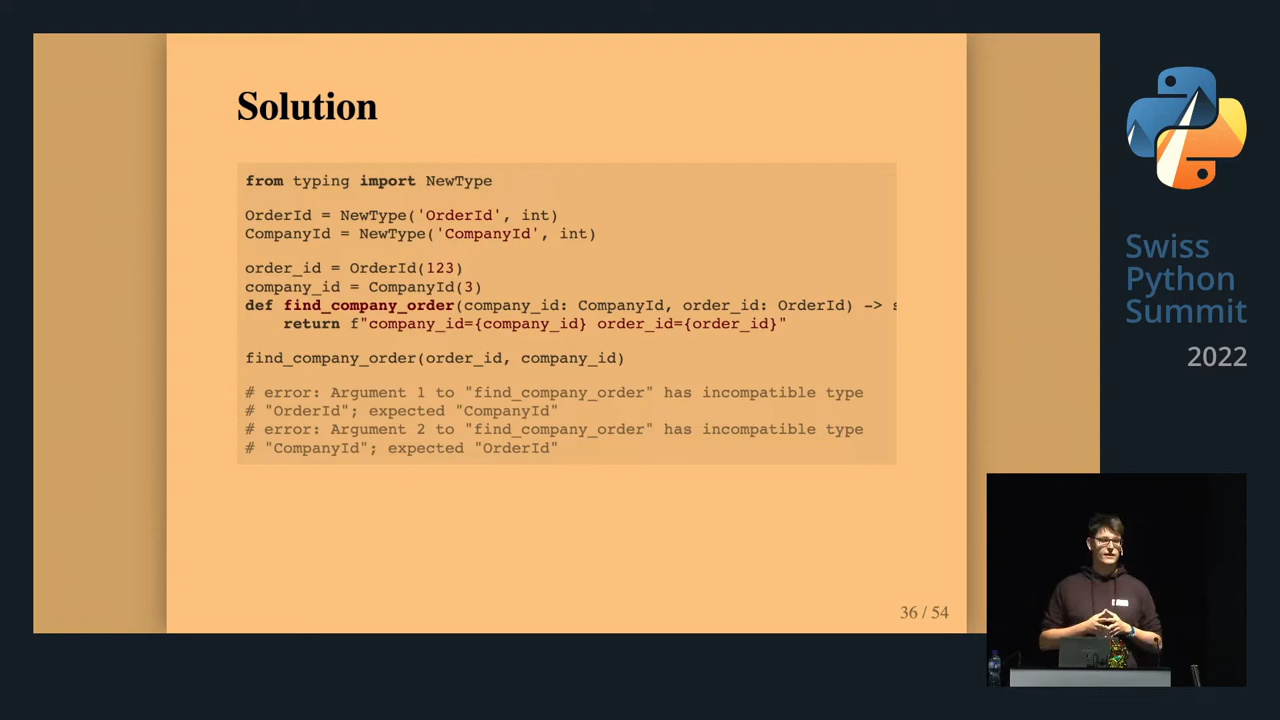 Solution
from typing import NewType
OrderId = NewType('OrderId', int)
CompanyId = NewType('CompanyId', int)
order_id = OrderId(123)
company_id = CompanyId(3)
def find_company_order(company_id: CompanyId, order_id: OrderId) -> s
    return f"company_id={company_id} order_id={order_id}"
find_company_order(order_id, company_id)
# error: Argument 1 to "find_company_order" has incompatible type
# "OrderId"; expected "CompanyId"
# error: Argument 2 to "find_company_order" has incompatible type
# "CompanyId"; expected "OrderId"
36 / 54
Swiss
Python
Summit
2022